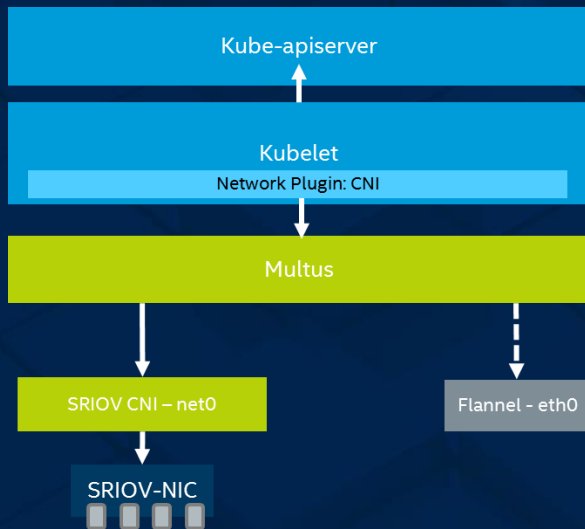 Kube-apiserver
Kubelet
Network Plugin: CNI
Multus
SRIOV CNI – net0
Flannel - eth0
SRIOV-NIC